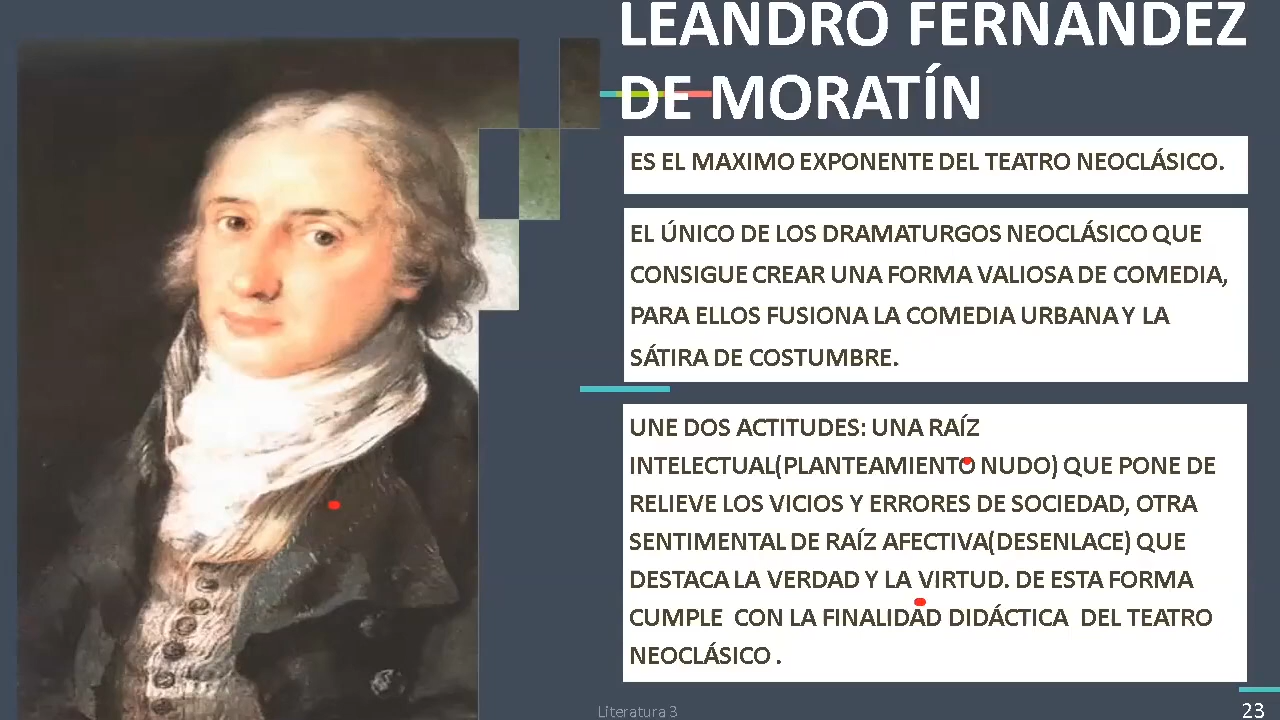 LEANDRO FERNANDEZ
DE MORATÍN
ES EL MAXIMO EXPONENTE DEL TEATRO NEOCLÁSICO.
EL ÚNICO DE LOS DRAMATURGOS NEOCLÁSICO QUE
CONSIGUE CREAR UNA FORMA VALIOSA DE COMEDIA,
PARA ELLOS FUSIONA LA COMEDIA URBANA Y LA
SÁTIRA DE COSTUMBRE.
UNE DOS ACTITUDES: UNA RAÍZ
INTELECTUAL(PLANTEAMIENTO NUDO) QUE PONE DE
RELIEVE LOS VICIOS Y ERRORES DE SOCIEDAD, OTRA
SENTIMENTAL DE RAÍZ AFECTIVA(DESENLACE) QUE
DESTACA LA VERDAD Y LA VIRTUD. DE ESTA FORMA
CUMPLE CON LA FINALIDAD DIDÁCTICA DEL TEATRO
NEOCLÁSICO .
Literatura 3
23